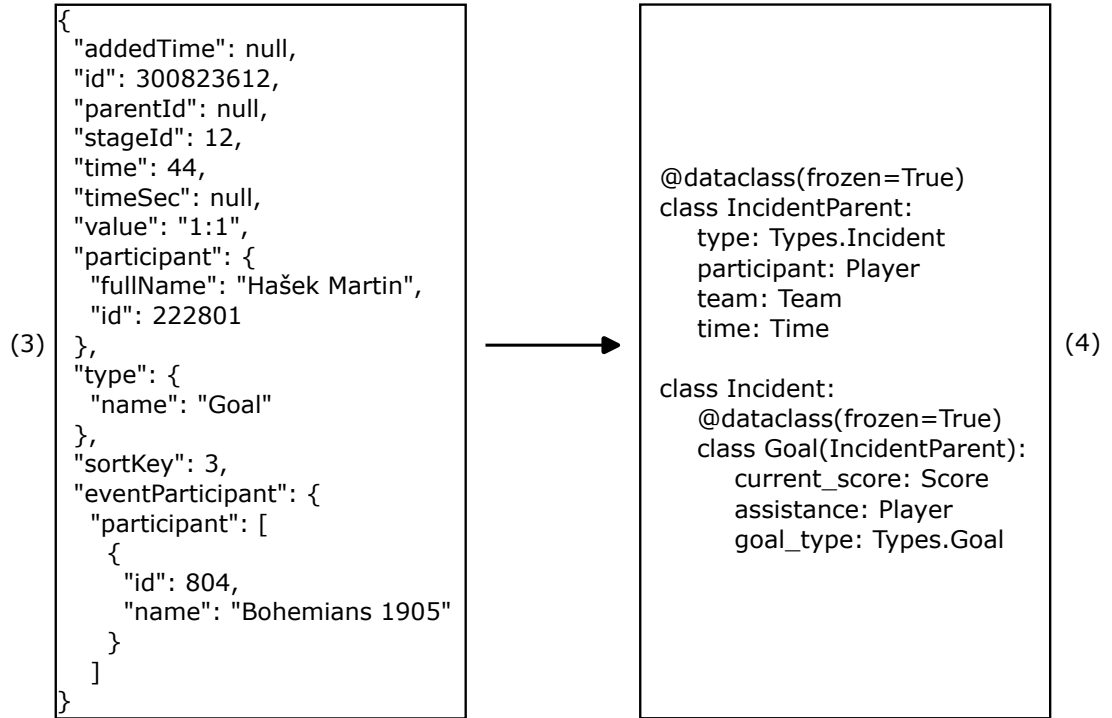 {
"addedTime": null,
"id": 300823612,
"parentId": null,
"stageId": 12,
"time": 44,
"timeSec": null,
"value": "1:1",
"participant": {
"fullName": "Hašek Martin",
"id": 222801
(3)
},
"type": {
"name": "Goal"
},
"sortKey": 3,
"eventParticipant": {
"participant": [
{
"id": 804,
"name": "Bohemians 1905"
}
]
}
@dataclass(frozen=True)
class IncidentParent:
type: Types.Incident
participant: Player
team: Team
time: Time
class Incident:
@dataclass(frozen=True)
class Goal(IncidentParent):
current_score: Score
assistance: Player
goal_type: Types.Goal
(4)